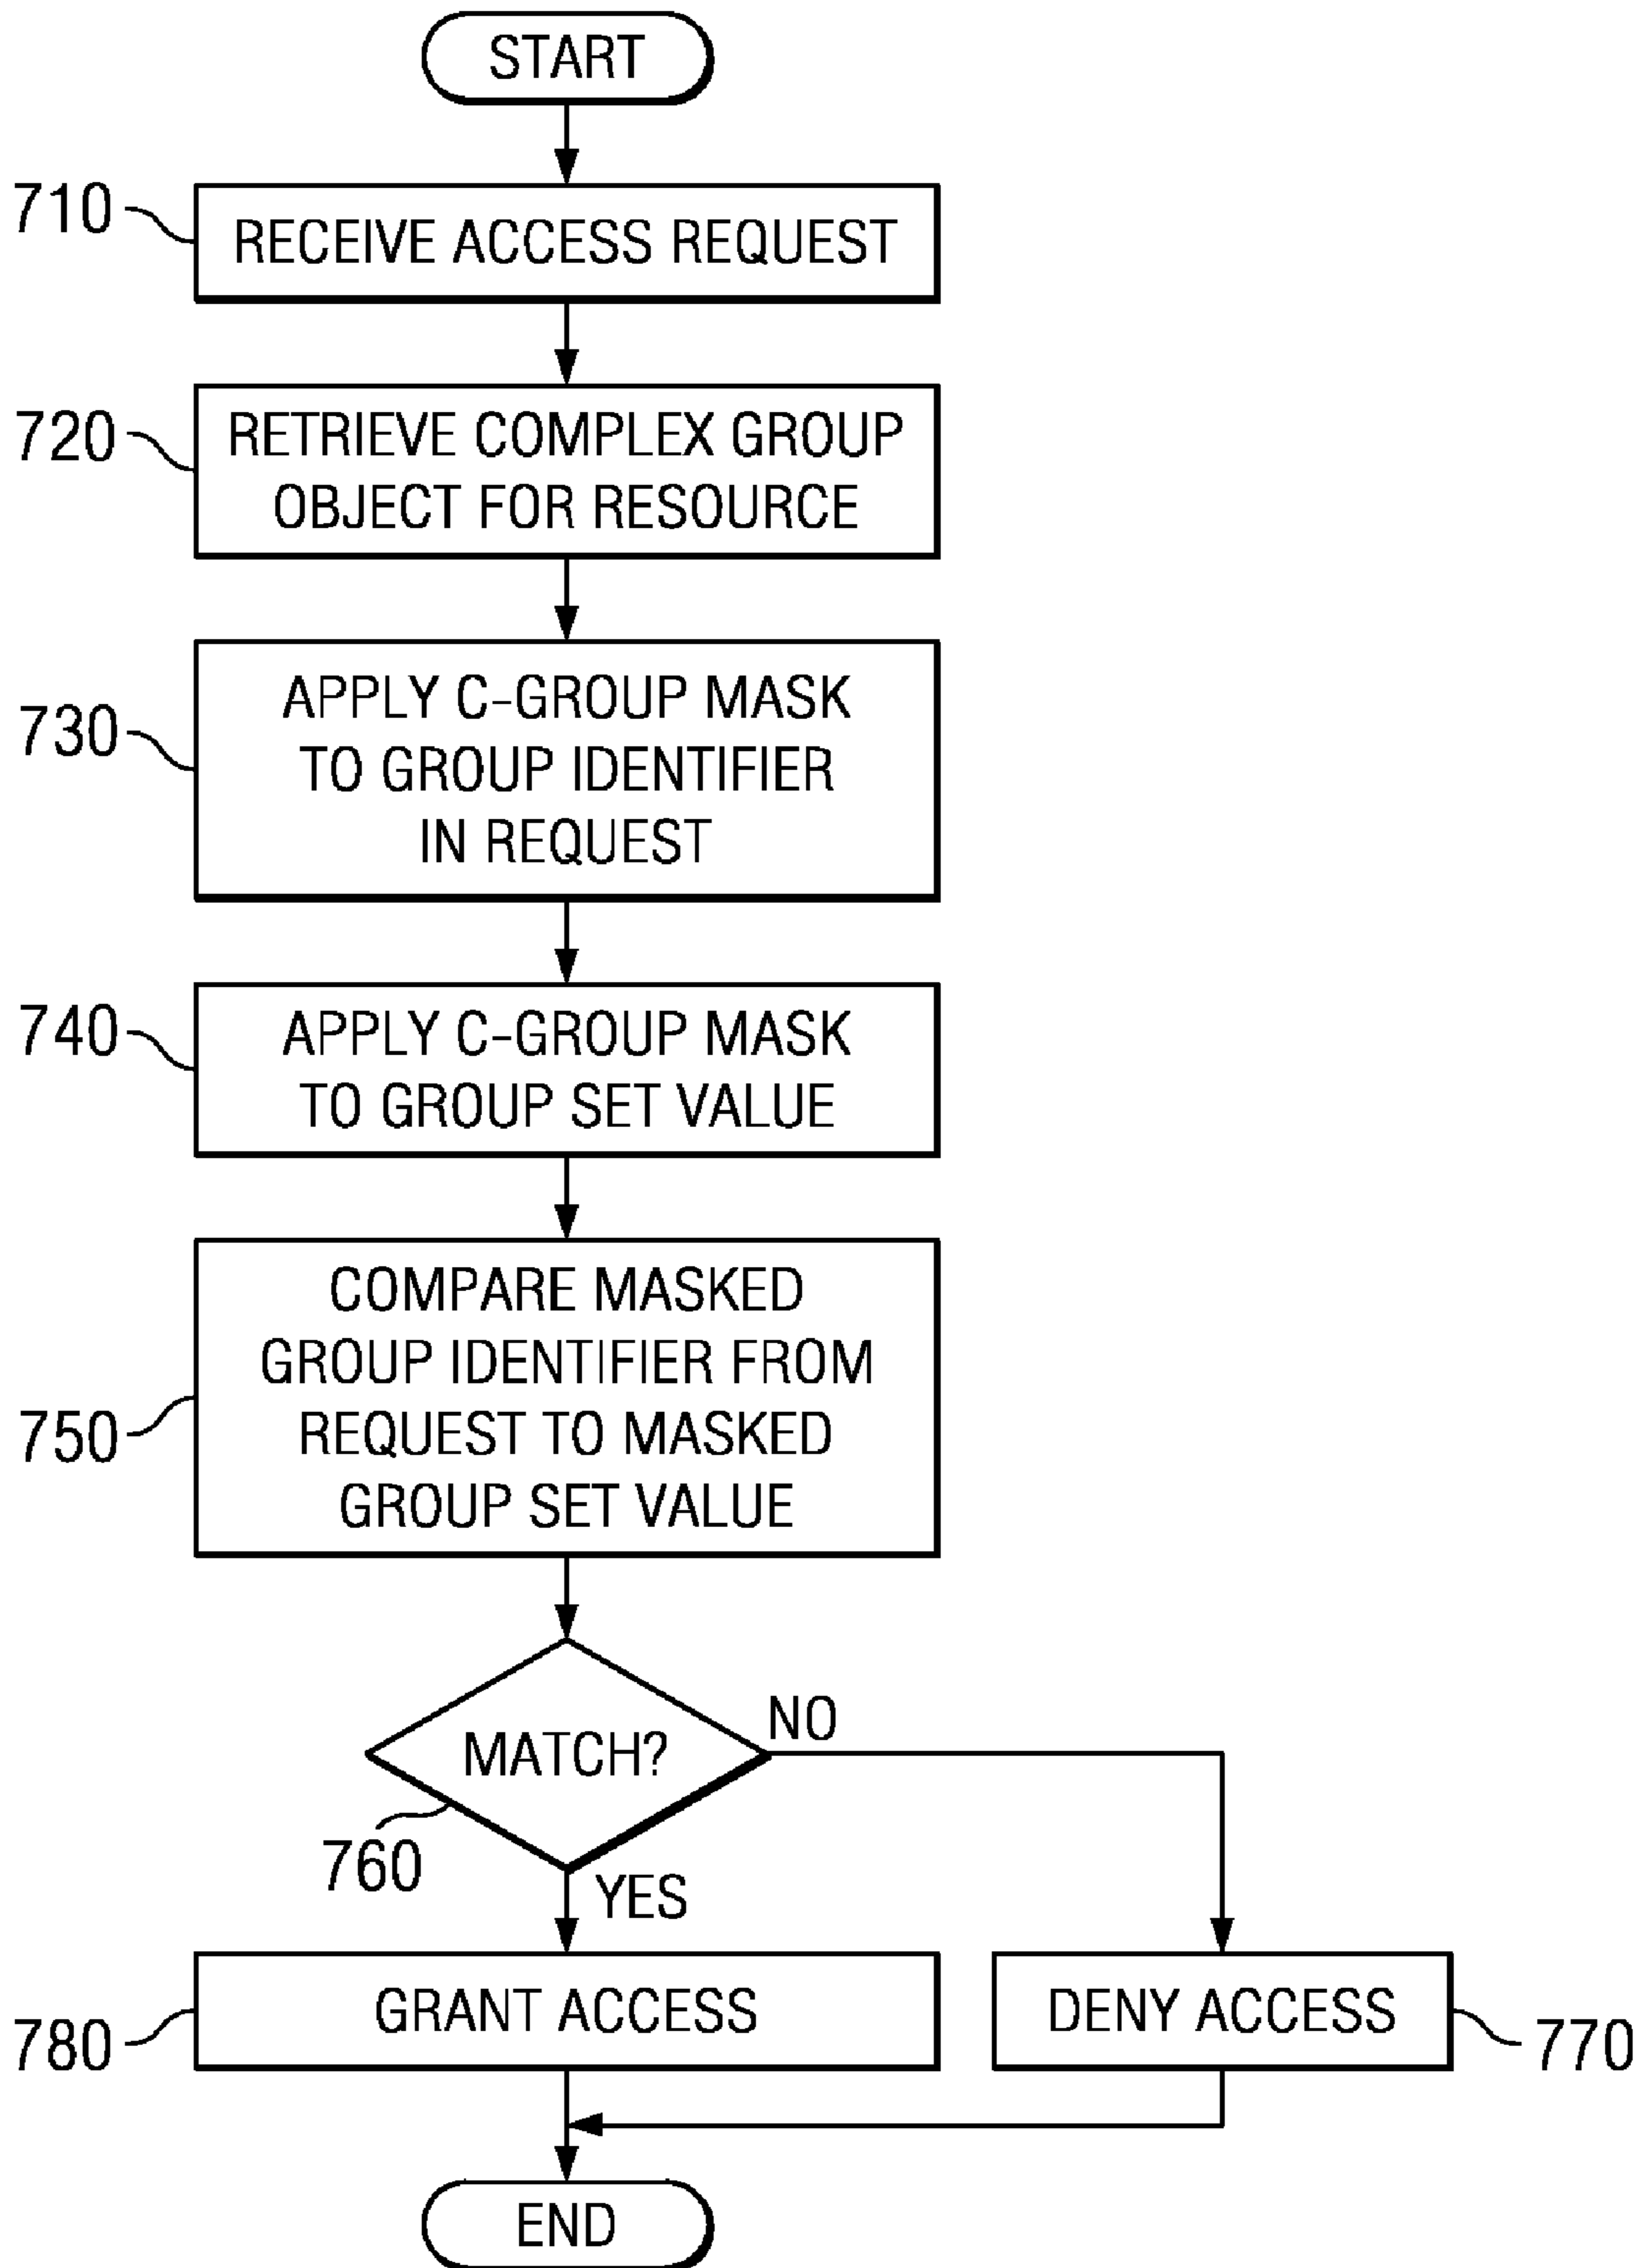 START
710
RECEIVE ACCESS REQUEST
720
RETRIEVE COMPLEX GROUP
OBJECT FOR RESOURCE
730
APPLY C-GROUP MASK
TO GROUP IDENTIFIER
IN REQUEST
740
APPLY C-GROUP MASK
TO GROUP SET VALUE
750
COMPARE MASKED
GROUP IDENTIFIER FROM
REQUEST TO MASKED
GROUP SET VALUE
MATCH?
NO
760
YES
780
GRANT ACCESS
DENY ACCESS
770
END